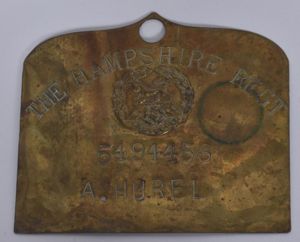 THE HAMPSHIRE REGT
5494456
A. HUREL